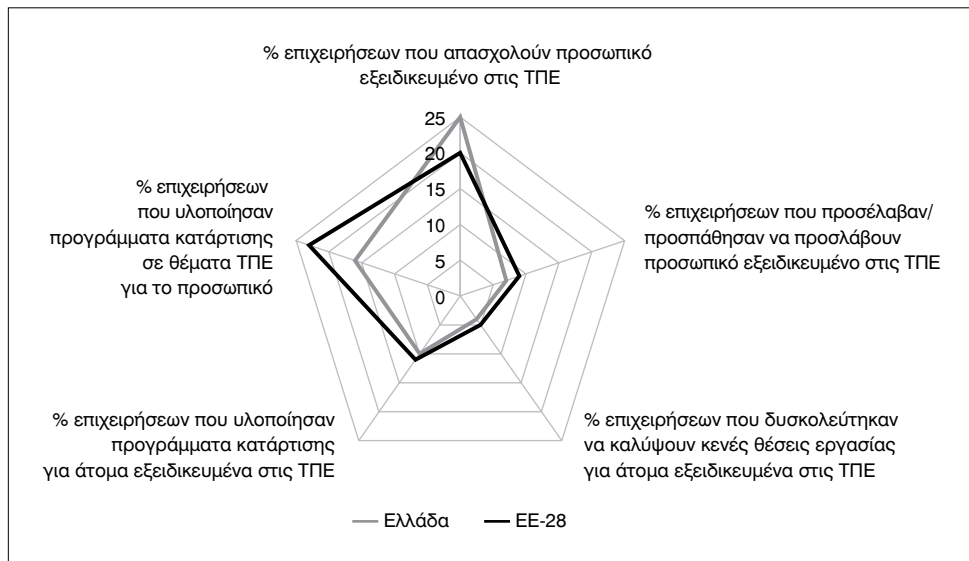 % επιχειρήσεων που απασχολούν προσωπικό
εξειδικευμένο στις ΤΠΕ
25
20
15
10
5
0
% επιχειρήσεων που προσέλαβαν/
προσπάθησαν να προσλάβουν
προσωπικό εξειδικευμένο στις ΤΠΕ
% επιχειρήσεων που δυσκολεύτηκαν
να καλύψουν κενές θέσεις εργασίας
για άτομα εξειδικευμένα στις ΤΠΕ
% επιχειρήσεων που υλοποίησαν
προγράμματα κατάρτισης
για άτομα εξειδικευμένα στις ΤΠΕ
% επιχειρήσεων
που υλοποίησαν
προγράμματα κατάρτισης
σε θέματα ΤΠΕ
για το προσωπικό
Ελλάδα
ΕΕ-28